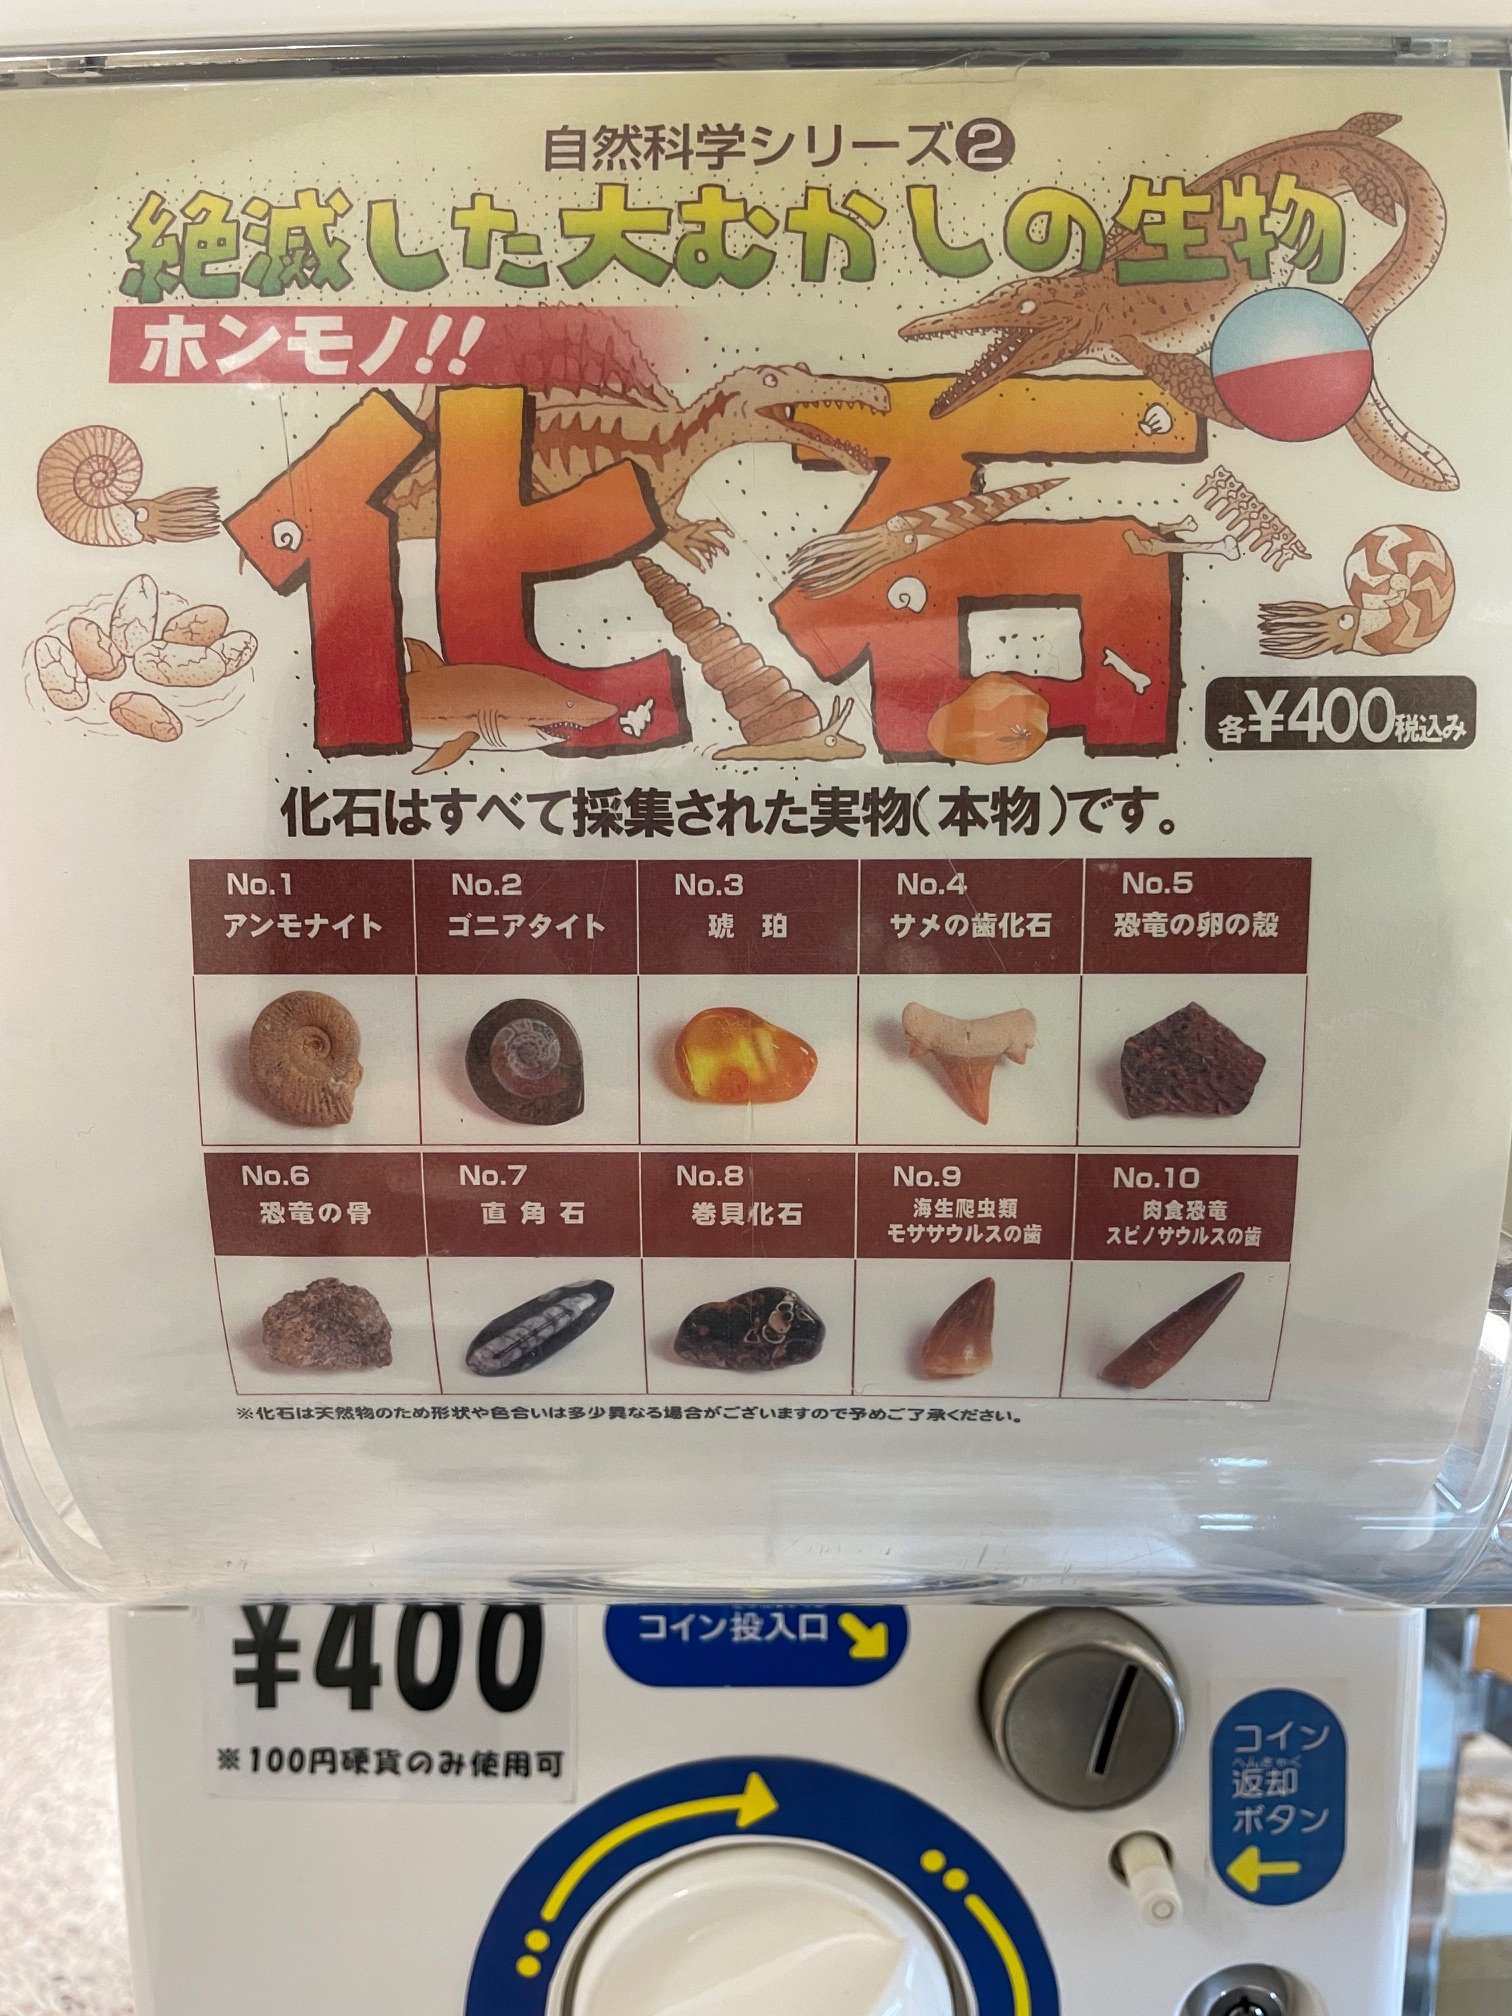 自然科学シリーズ❷
絶滅した大むかしの生物
ホンモノ!!
化石
各¥400税込み
化石はすべて採集された実物(本物)です。
No.1
アンモナイト
No.2
ゴニアタイト
No.3
琥珀
No.4
サメの歯化石
No.5
恐竜の卵の殻
No.6
恐竜の骨
No.7
直角石
No.8
巻貝化石
No.9
海生爬虫類
モササウルスの歯
No.10
肉食恐竜
スピノサウルスの歯
※化石は天然物のため形状や色合いは多少異なる場合がございますので予めご了承ください。
¥400
※100円硬貨のみ使用可
コイン投入口
コイン
へんきゃく
返却
ボタン